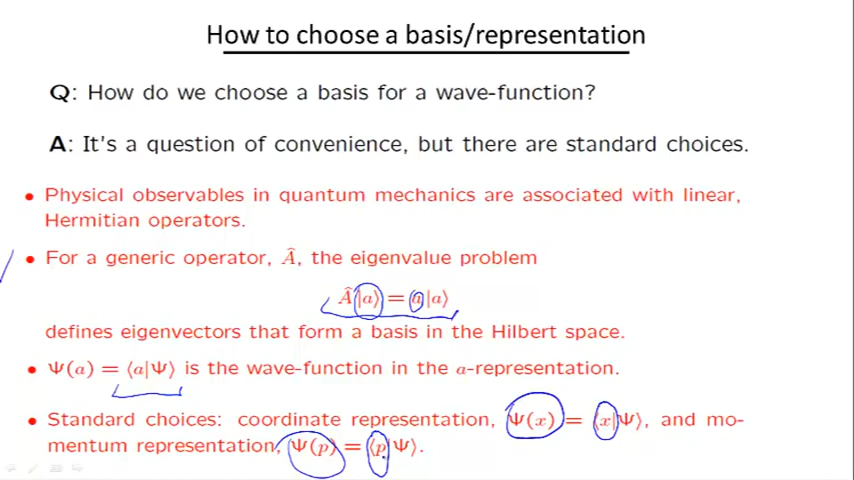 How to choose a basis/representation
Q: How do we choose a basis for a wave-function?
A: It's a question of convenience, but there are standard choices.
• Physical observables in quantum mechanics are associated with linear,
Hermitian operators.
• For a generic operator, Â, the eigenvalue problem
Â|a⟩ = a|a⟩
defines eigenvectors that form a basis in the Hilbert space.
• Ψ(a) = ⟨a|Ψ⟩ is the wave-function in the a-representation.
• Standard choices: coordinate representation, Ψ(x) = ⟨x|Ψ⟩, and mo-
mentum representation, Ψ(p) = ⟨p|Ψ⟩.